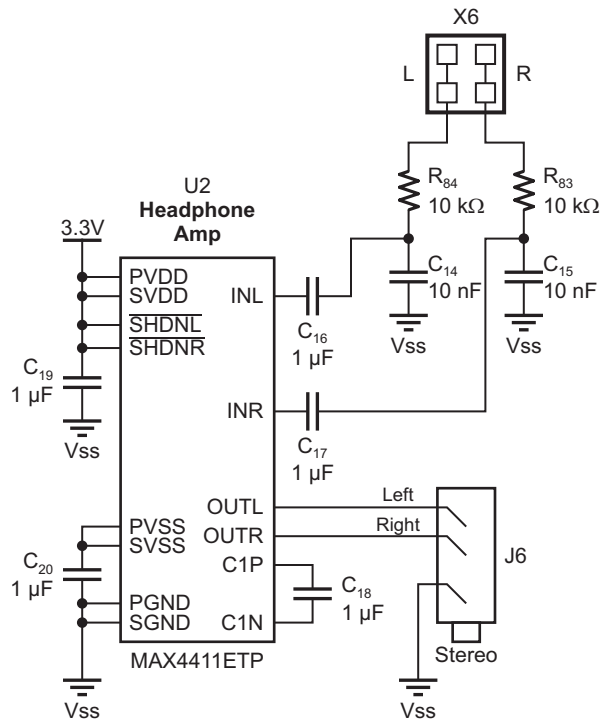 X6
L R
R84
10 kΩ
R83
10 kΩ
U2
Headphone
Amp
3.3V
PVDD
SVDD
SHDNL
SHDNR
INL
C16
1 µF
C14
10 nF
Vss
C15
10 nF
Vss
C19
1 µF
Vss
INR
C17
1 µF
OUTL
Left
OUTR
Right
J6
Stereo
PVSS
SVSS
C20
1 µF
C1P
C18
1 µF
PGND
SGND
C1N
MAX4411ETP
Vss
Vss